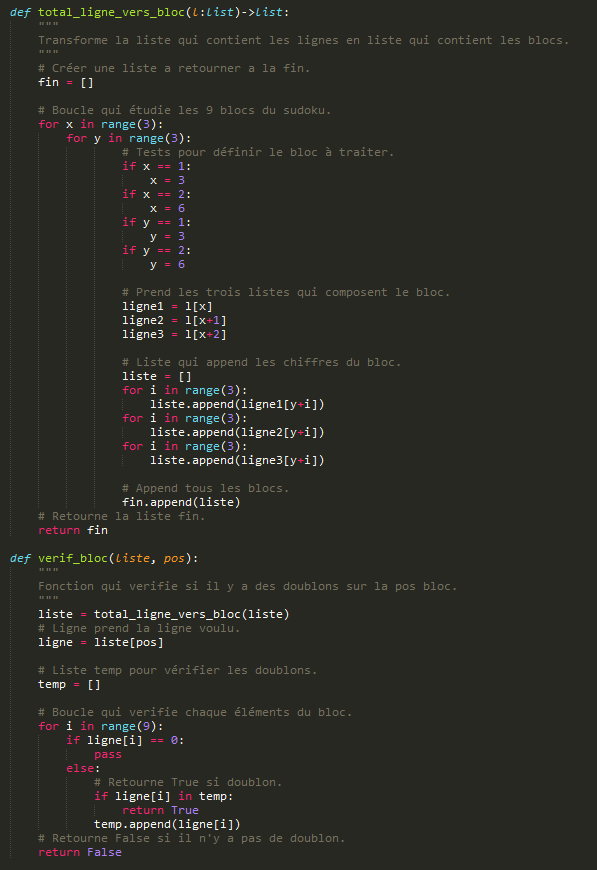 def total_ligne_vers_bloc(l:list)->list:
    """
    Transforme la liste qui contient les lignes en liste qui contient les blocs.
    """
    # Créer une liste a retourner a la fin.
    fin = []

    # Boucle qui étudie les 9 blocs du sudoku.
    for x in range(3):
        for y in range(3):
                # Tests pour définir le bloc à traiter.
                if x == 1:
                    x = 3
                if x == 2:
                    x = 6
                if y == 1:
                    y = 3
                if y == 2:
                    y = 6

                # Prend les trois listes qui composent le bloc.
                ligne1 = l[x]
                ligne2 = l[x+1]
                ligne3 = l[x+2]

                # Liste qui append les chiffres du bloc.
                liste = []
                for i in range(3):
                    liste.append(ligne1[y+i])
                for i in range(3):
                    liste.append(ligne2[y+i])
                for i in range(3):
                    liste.append(ligne3[y+i])

                # Append tous les blocs.
                fin.append(liste)
    # Retourne la liste fin.
    return fin

def verif_bloc(liste, pos):
    """
    Fonction qui verifie si il y a des doublons sur la pos bloc.
    """
    liste = total_ligne_vers_bloc(liste)
    # Ligne prend la ligne voulu.
    ligne = liste[pos]

    # Liste temp pour vérifier les doublons.
    temp = []

    # Boucle qui verifie chaque éléments du bloc.
    for i in range(9):
        if ligne[i] == 0:
            pass
        else:
            # Retourne True si doublon.
            if ligne[i] in temp:
                return True
            temp.append(ligne[i])
    # Retourne False si il n'y a pas de doublon.
    return False